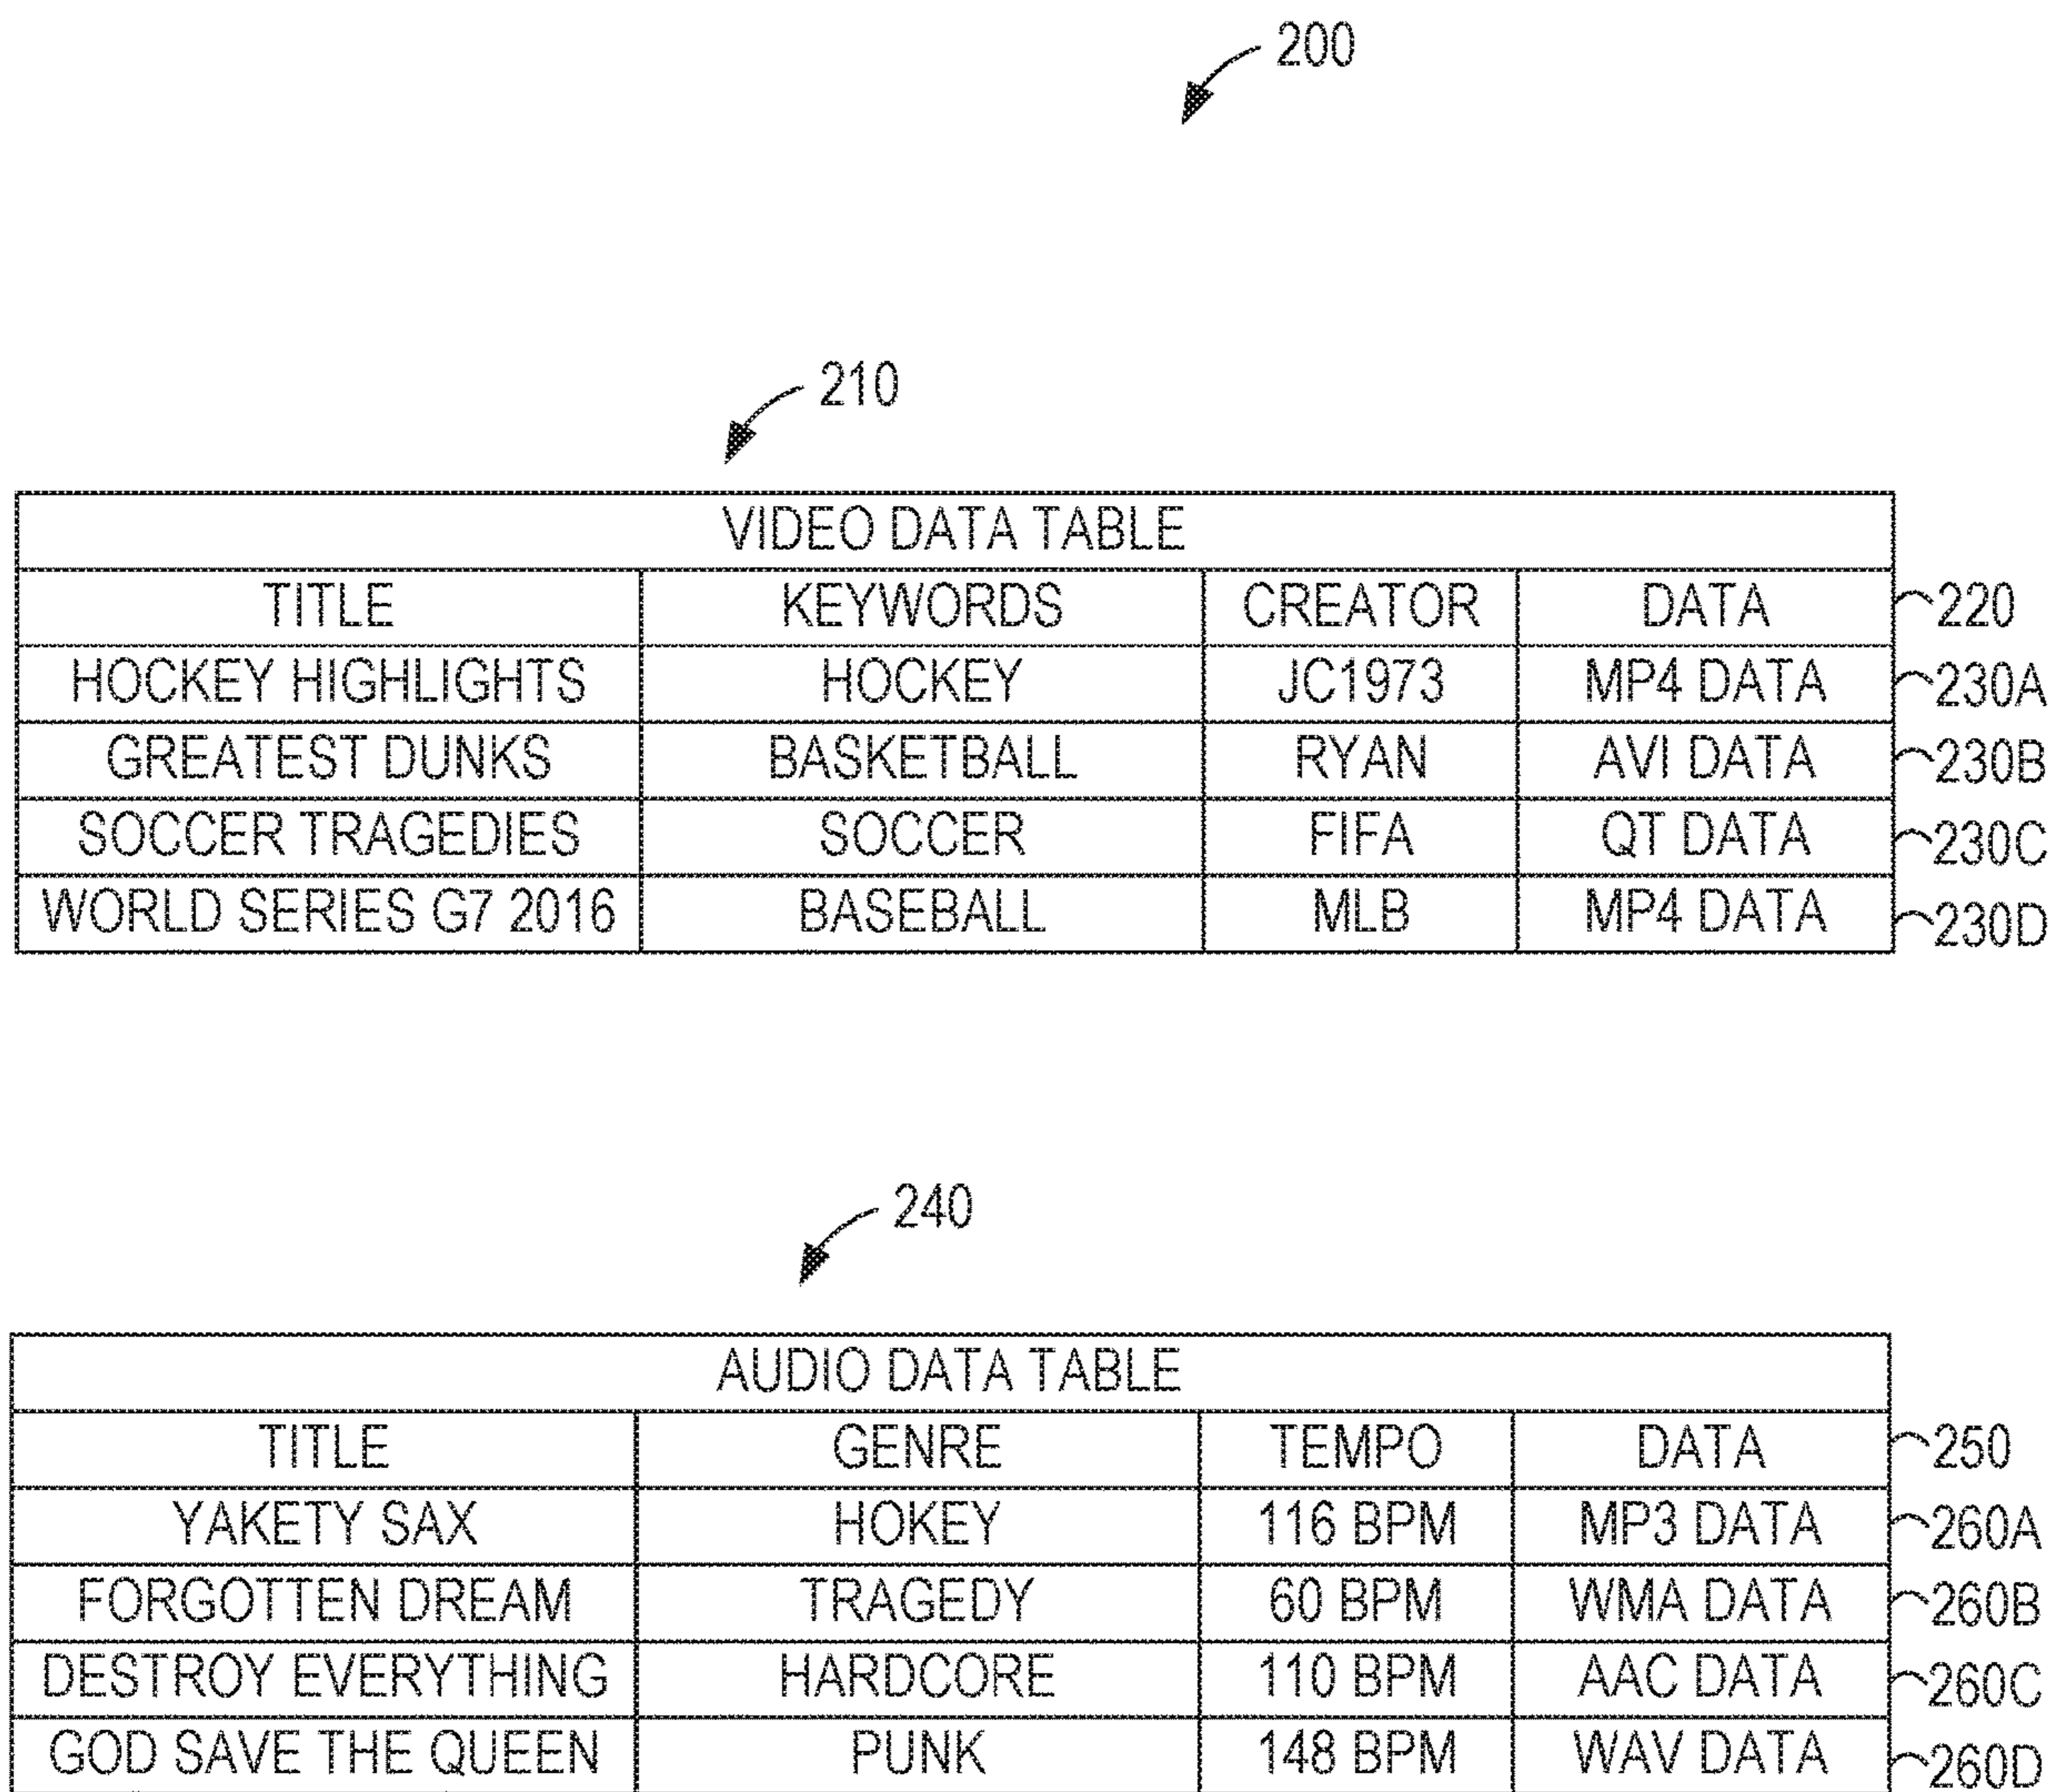 200
210
VIDEO DATA TABLE
TITLE KEYWORDS CREATOR DATA 220
HOCKEY HIGHLIGHTS HOCKEY JC1973 MP4 DATA 230A
GREATEST DUNKS BASKETBALL RYAN AVI DATA 230B
SOCCER TRAGEDIES SOCCER FIFA QT DATA 230C
WORLD SERIES G7 2016 BASEBALL MLB MP4 DATA 230D
240
AUDIO DATA TABLE
TITLE GENRE TEMPO DATA 250
YAKETY SAX HOKEY 116 BPM MP3 DATA 260A
FORGOTTEN DREAM TRAGEDY 60 BPM WMA DATA 260B
DESTROY EVERYTHING HARDCORE 110 BPM AAC DATA 260C
GOD SAVE THE QUEEN PUNK 148 BPM WAV DATA 260D